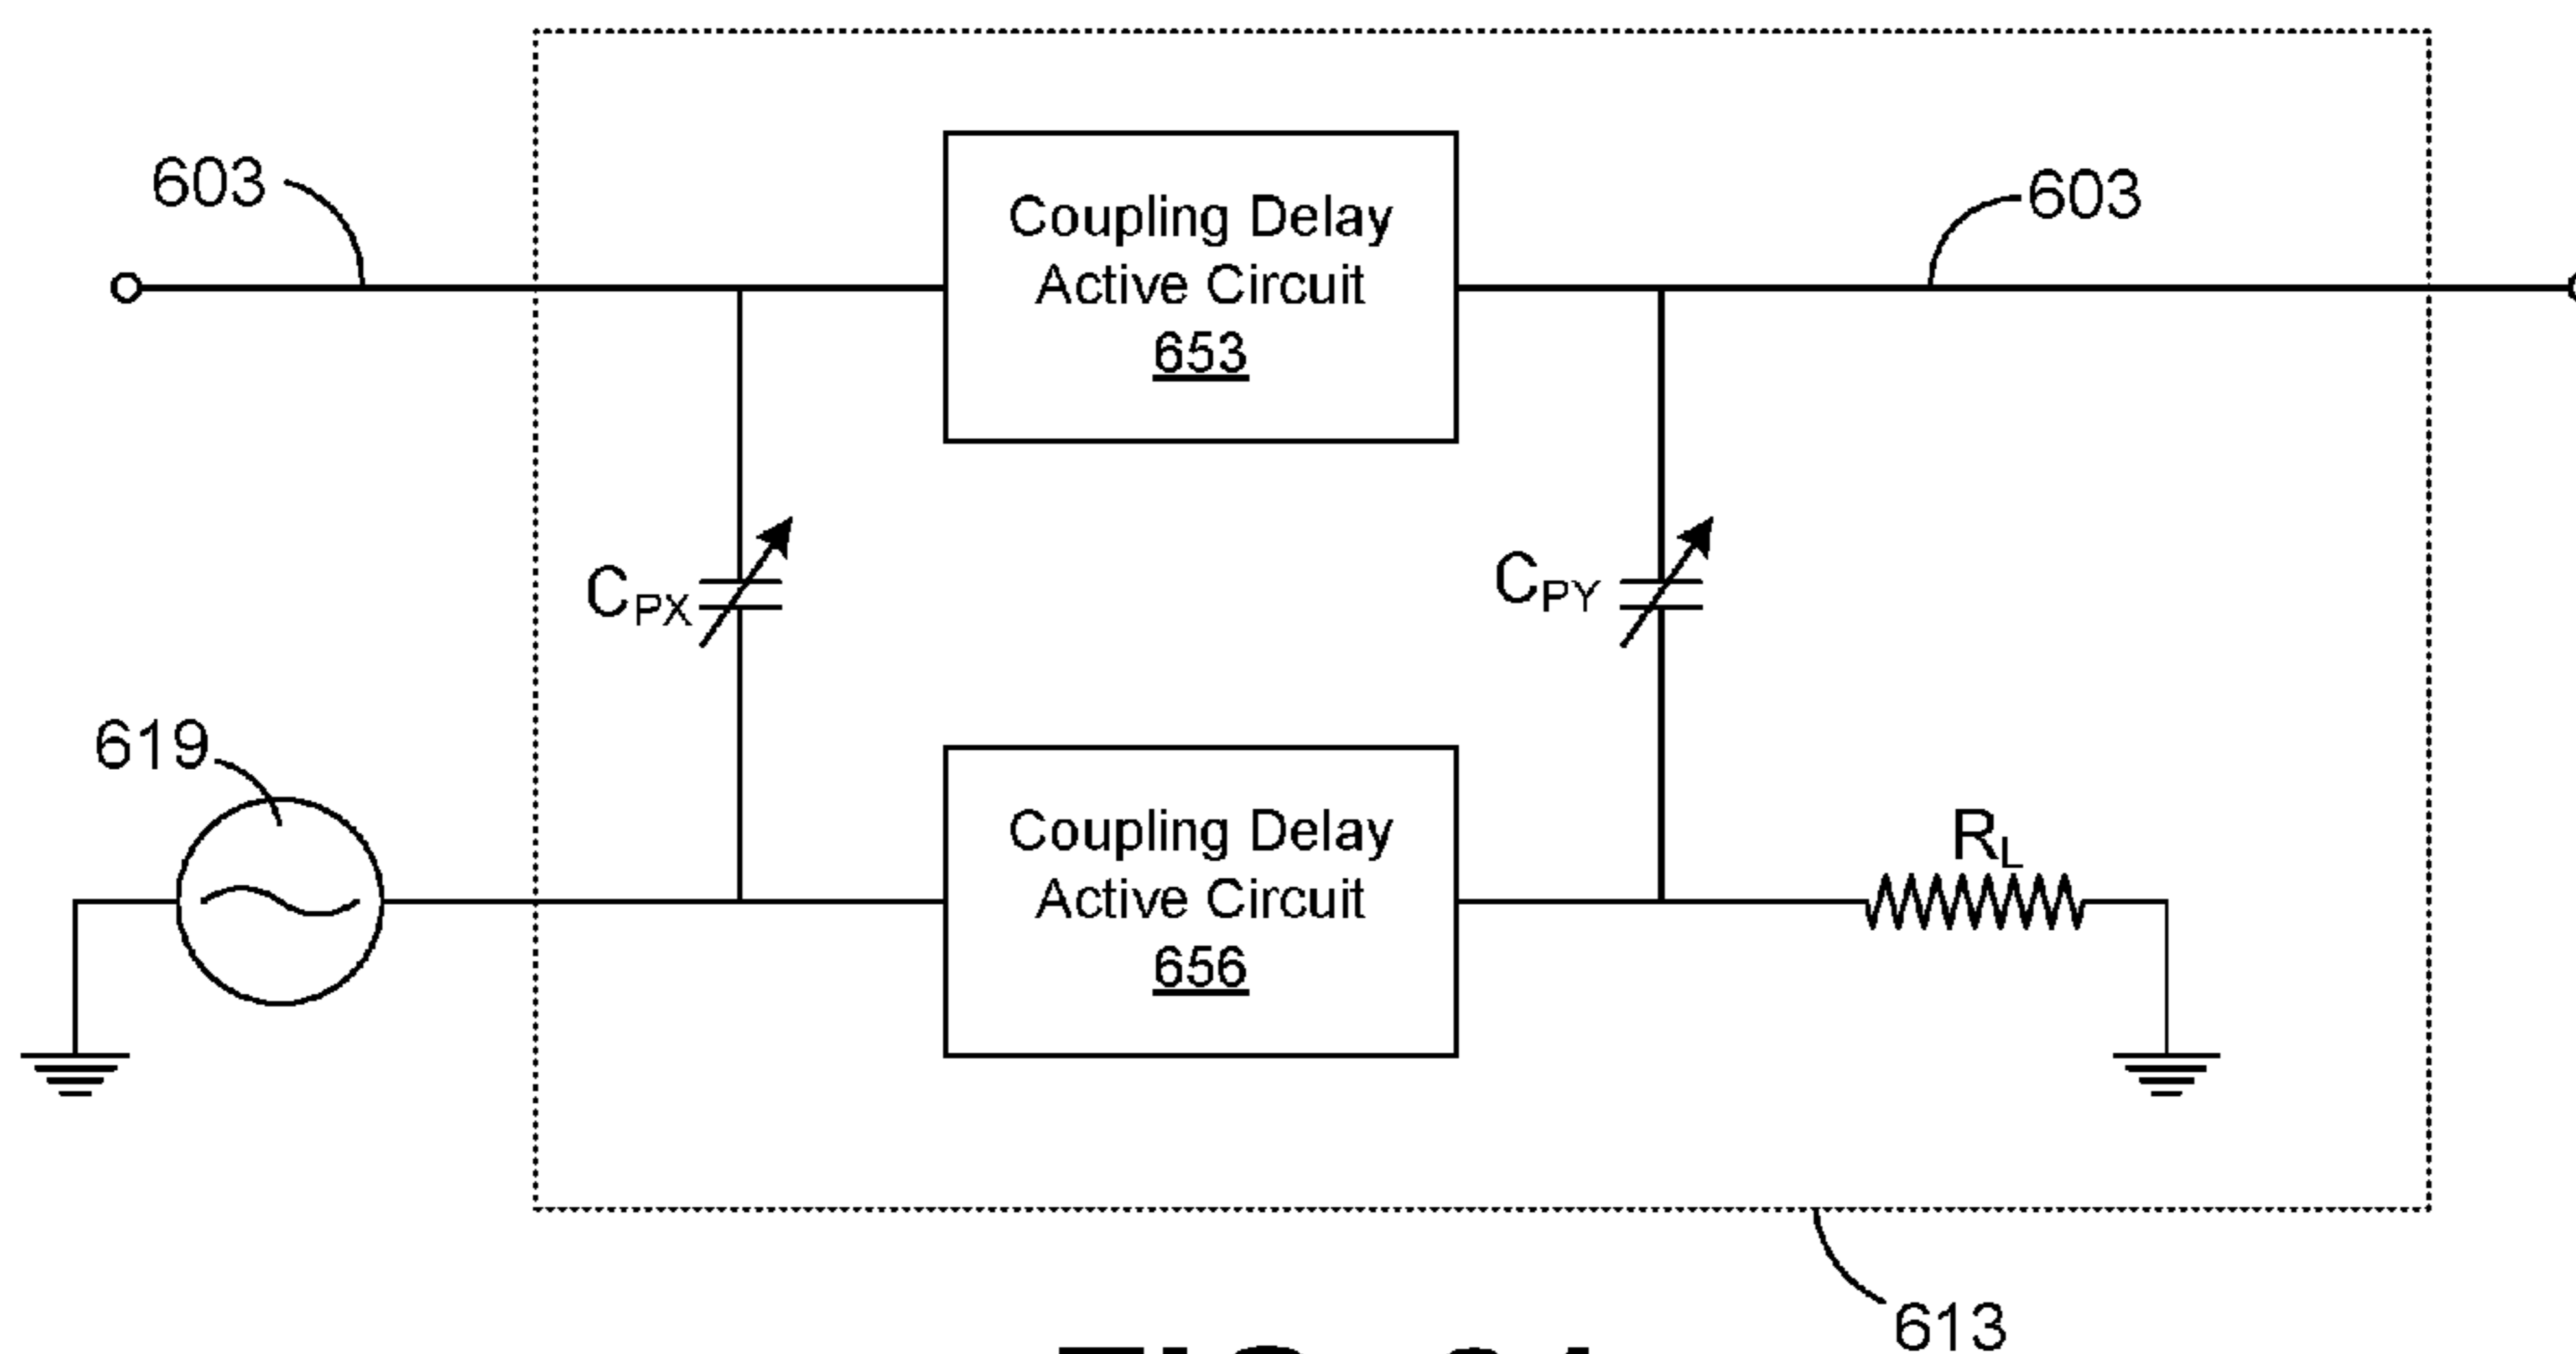 603
Coupling Delay
Active Circuit
653
603
CPX
CPY
619
Coupling Delay
Active Circuit
656
RL
613